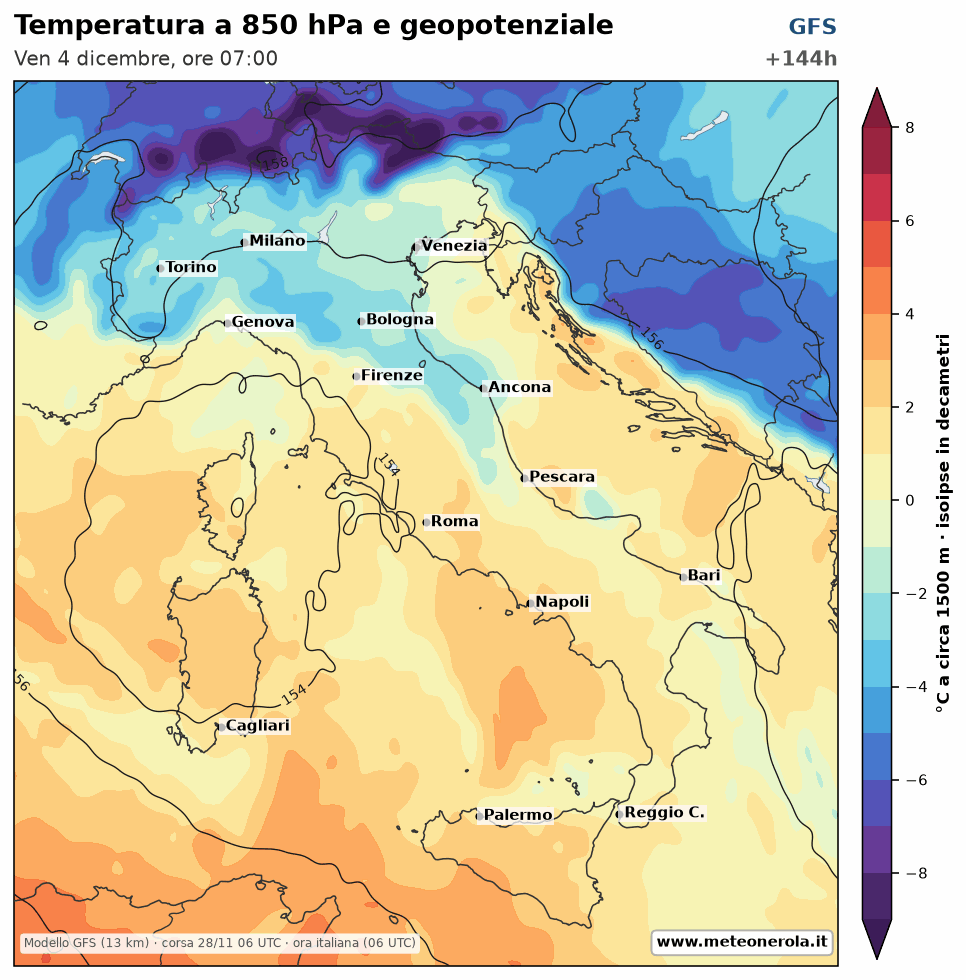 Temperatura a 850 hPa e geopotenziale
GFS
Ven 4 dicembre, ore 07:00
+144h
158
Milano
Venezia
Torino
Genova
Bologna
156
Firenze
Ancona
154
Pescara
Roma
Bari
Napoli
156
154
Cagliari
Palermo
Reggio C.
8
6
4
2
0
−2
−4
−6
−8
°C a circa 1500 m · isoipse in decametri
Modello GFS (13 km) · corsa 28/11 06 UTC · ora italiana (06 UTC)
www.meteonerola.it